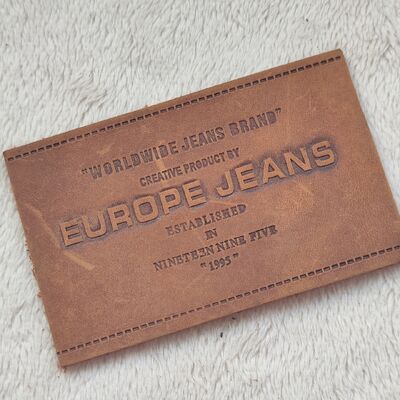 "WORLDWIDE JEANS BRAND"
CREATIVE PRODUCT BY
EUROPE JEANS
ESTABLISHED
IN
NINETEEN NINE FIVE
"1995"